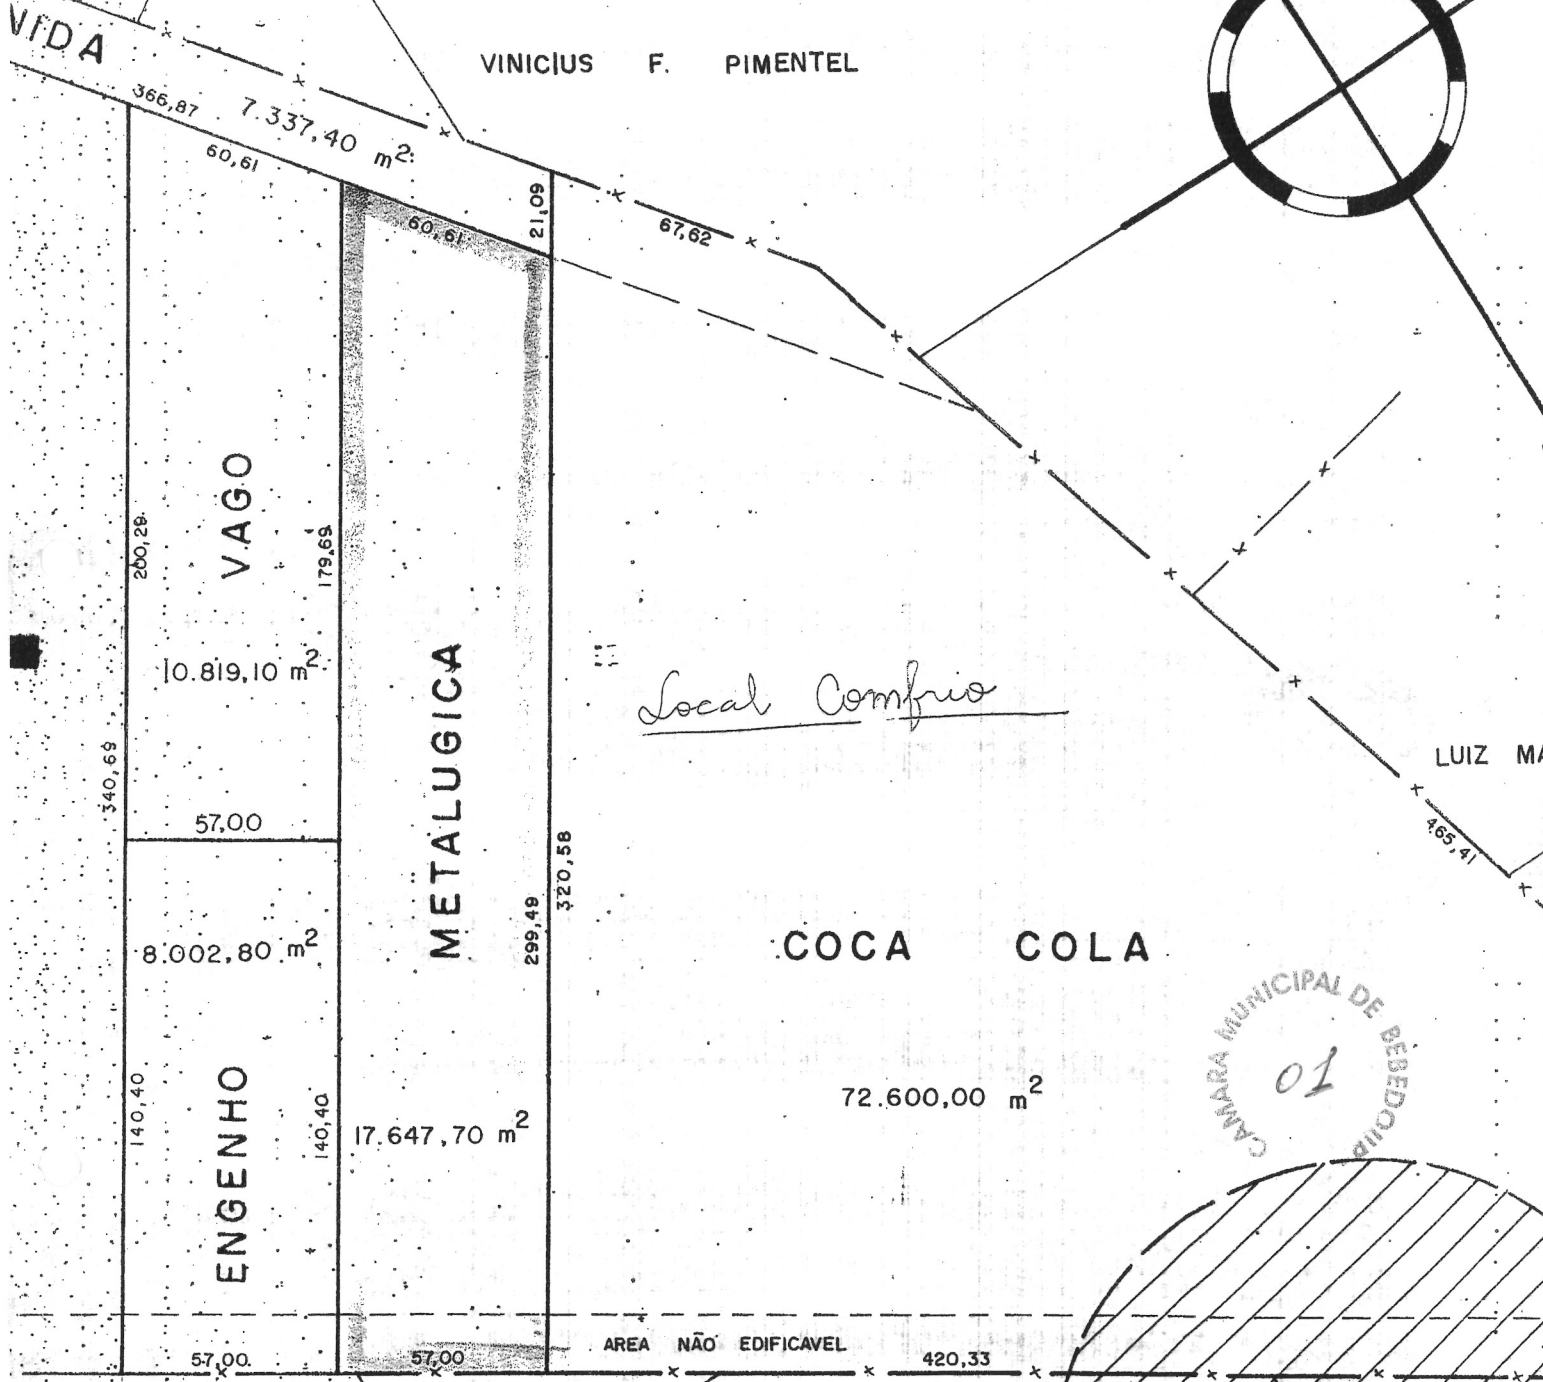 VIDA
VINICIUS F. PIMENTEL
366,87
7.337,40 m2
60,61
60,61
21,09
67,62
VAGO
200,29
179,69
10.819,10 m2
340,69
57,00
METALUGICA
Local Comfrio
LUIZ MA
465,41
320,58
299,49
8.002,80 m2
COCA COLA
72.600,00 m2
CAMARA MUNICIPAL DE BEBEDOUR
01
ENGENHO
140,40
140,40
17.647,70 m2
AREA NÃO EDIFICAVEL
57,00
57,00
420,33